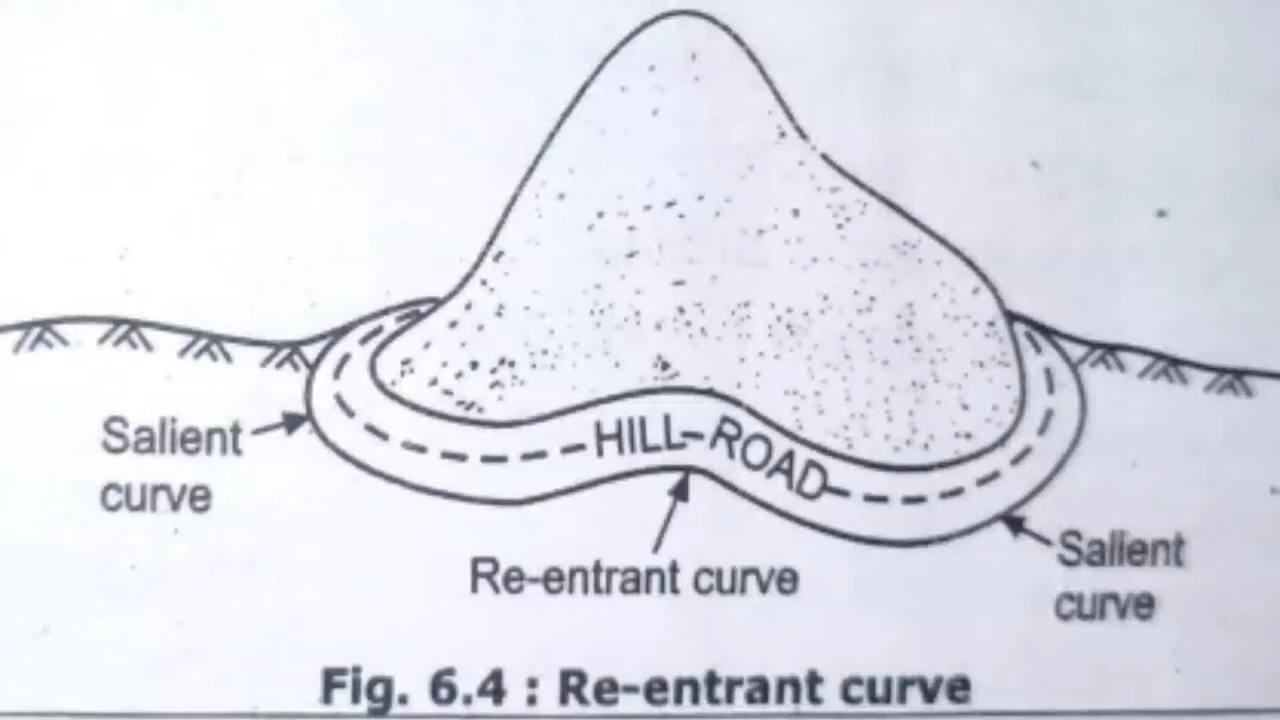 HILL-ROAD
Salient
curve
Re-entrant curve
Salient
curve
Fig. 6.4 : Re-entrant curve